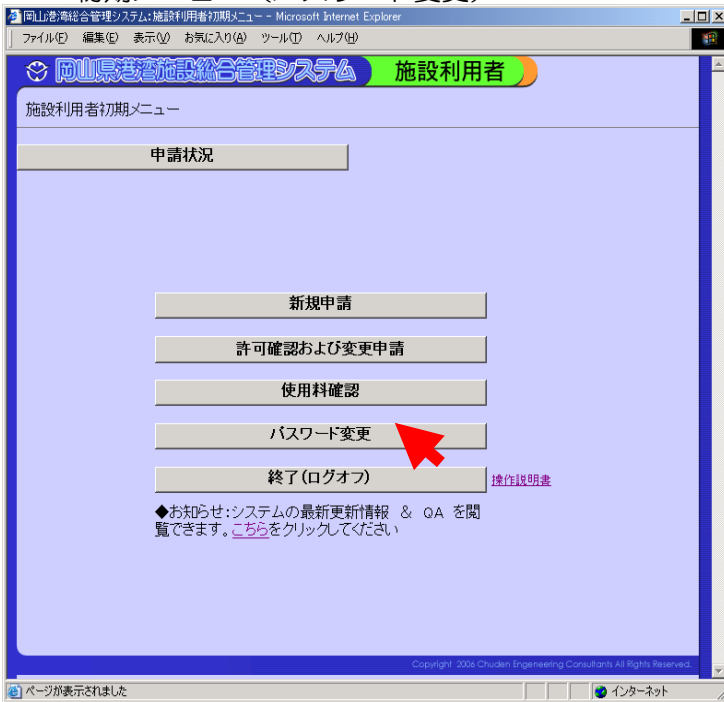 岡山港湾総合管理システム:施設利用者初期メニュー - Microsoft Internet Explorer
ファイル(F) 編集(E) 表示(V) お気に入り(A) ツール(T) ヘルプ(H)
岡山県港湾施設総合管理システム 施設利用者
施設利用者初期メニュー
申請状況
新規申請
許可確認および変更申請
使用料確認
パスワード変更
終了(ログオフ) 操作説明書
◆お知らせ:システムの最新更新情報 & QA を閲
覧できます。こちらをクリックしてください
Copyright 2006 Chuden Engeneering Consultants All Rights Reserved.
ページが表示されました インターネット